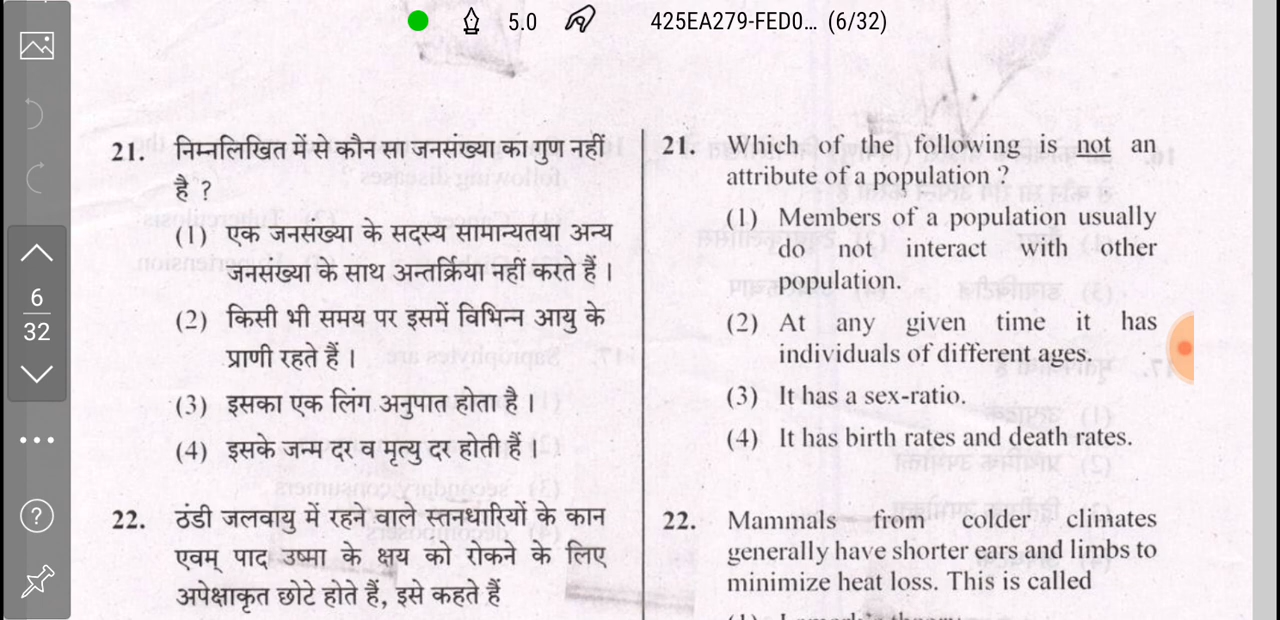 5.0 425EA279-FED0... (6/32)
6
32
21. निम्नलिखित में से कौन सा जनसंख्या का गुण नहीं
है ?
(1) एक जनसंख्या के सदस्य सामान्यतया अन्य
जनसंख्या के साथ अन्तर्क्रिया नहीं करते हैं ।
(2) किसी भी समय पर इसमें विभिन्न आयु के
प्राणी रहते हैं ।
(3) इसका एक लिंग अनुपात होता है ।
(4) इसके जन्म दर व मृत्यु दर होती हैं ।
22. ठंडी जलवायु में रहने वाले स्तनधारियों के कान
एवम् पाद उष्मा के क्षय को रोकने के लिए
अपेक्षाकृत छोटे होते हैं, इसे कहते हैं
21. Which of the following is not an
attribute of a population ?
(1) Members of a population usually
do not interact with other
population.
(2) At any given time it has
individuals of different ages.
(3) It has a sex-ratio.
(4) It has birth rates and death rates.
22. Mammals from colder climates
generally have shorter ears and limbs to
minimize heat loss. This is called